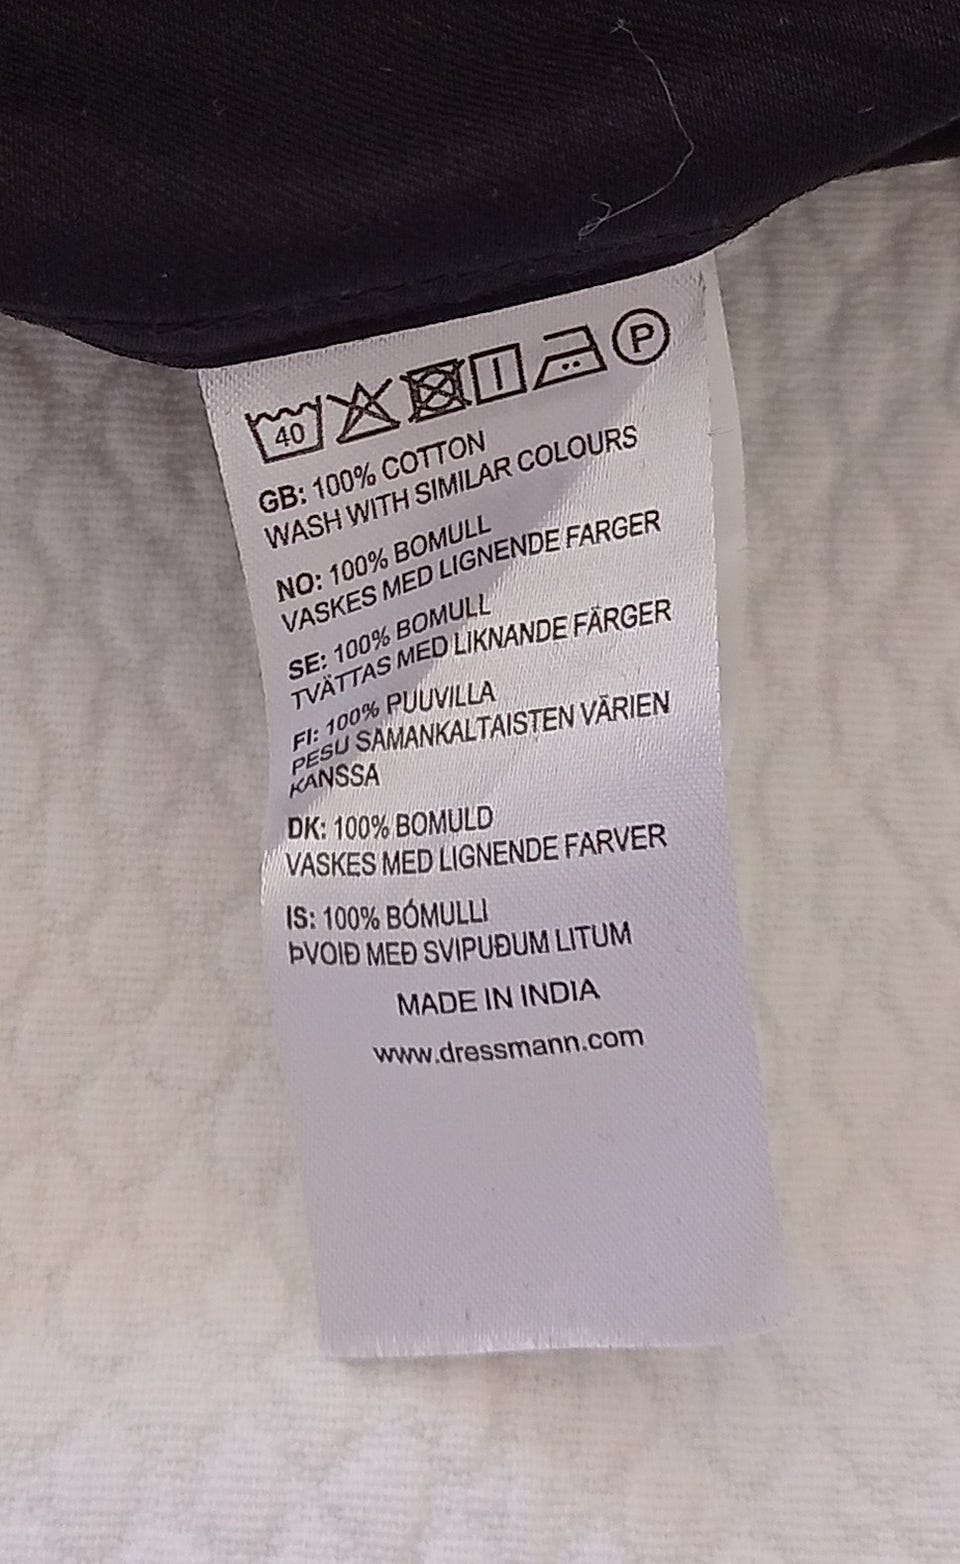 40 P
GB: 100% COTTON
WASH WITH SIMILAR COLOURS
NO: 100% BOMULL
VASKES MED LIGNENDE FARGER
SE: 100% BOMULL
TVÄTTAS MED LIKNANDE FÄRGER
FI: 100% PUUVILLA
PESU SAMANKALTAISTEN VÄRIEN
KANSSA
DK: 100% BOMULD
VASKES MED LIGNENDE FARVER
IS: 100% BÓMULLI
ÞVOIÐ MEÐ SVIPUÐUM LITUM
MADE IN INDIA
www.dressmann.com